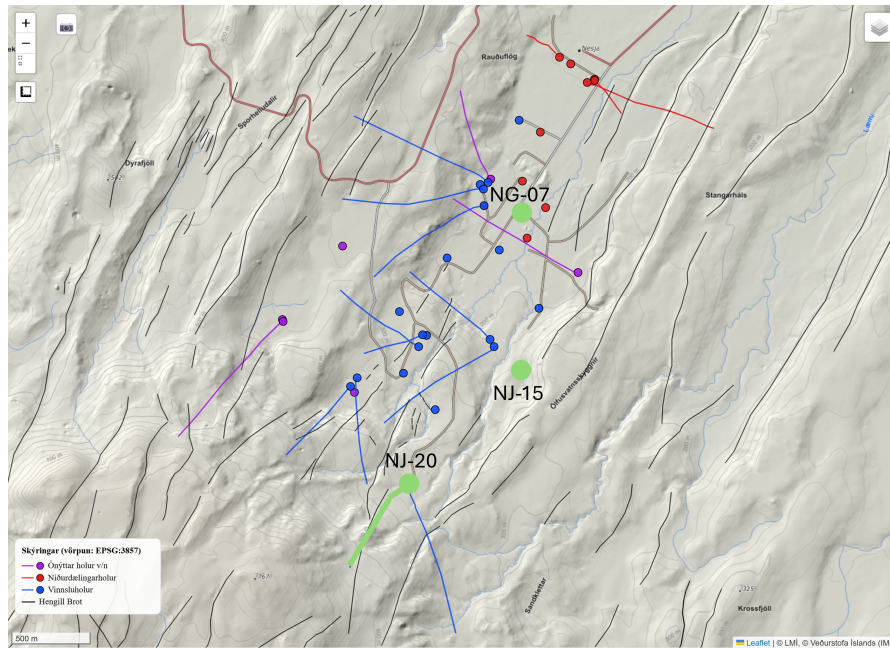 +
−
Nesja
Rauðuflög
Sporhelludalir
Dyrafjöll
Stangarháls
NG-07
Ölfusvatnsskyggnir
NJ-15
NJ-20
Sandklettar
Krossfjöll
Skýringar (vörpun: EPSG:3857)
Ónýttar holur v/n
Niðurdælingarholur
Vinnsluholur
Hengill Brot
500 m
Leaflet | © LMÍ, © Veðurstofa Íslands (IM